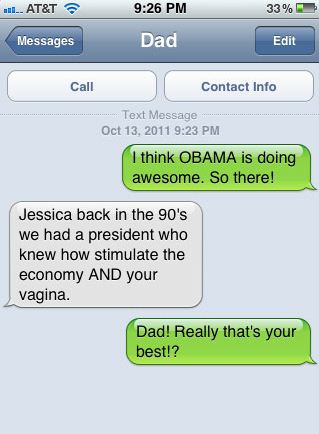 AT&T 9:26 PM 33%
Messages Dad Edit
Call Contact Info
Text Message
Oct 13, 2011 9:23 PM
I think OBAMA is doing
awesome. So there!
Jessica back in the 90's
we had a president who
knew how stimulate the
economy AND your
vagina.
Dad! Really that's your
best!?